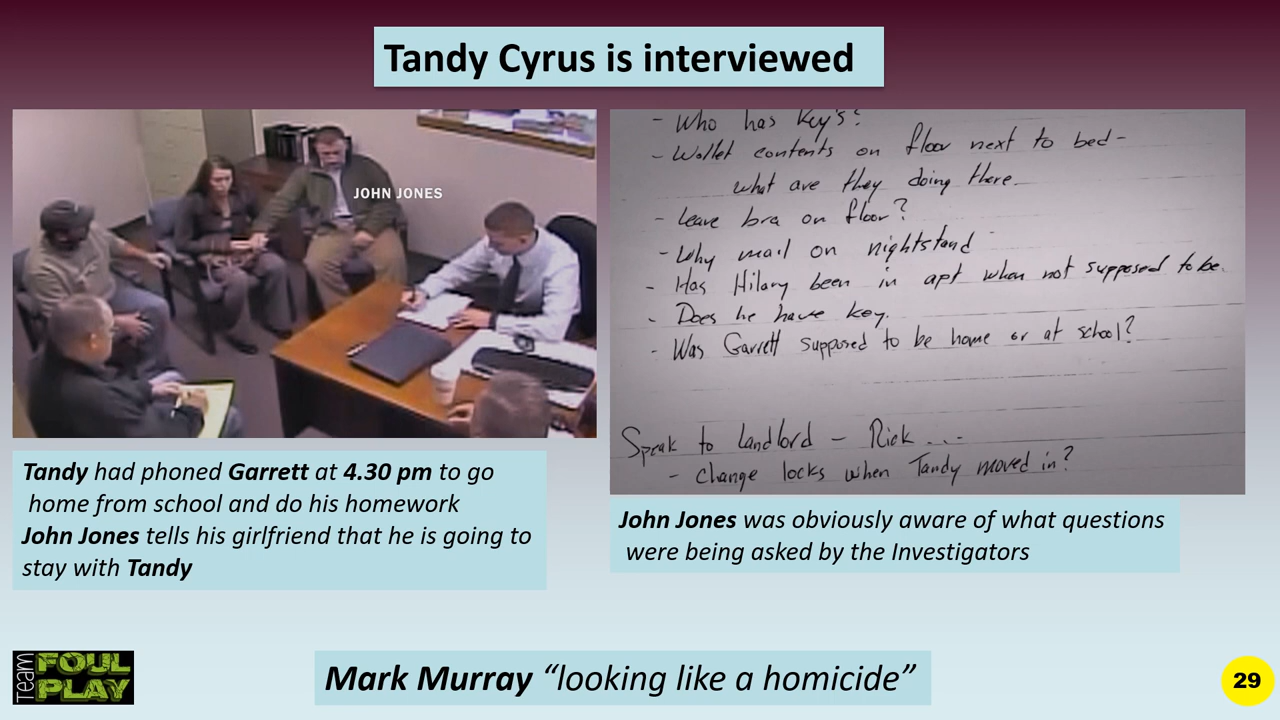 Tandy Cyrus is interviewed
JOHN JONES
- Who has key's?
- Wallet contents on floor next to bed -
what are they doing there.
- Leave bra on floor?
- Why mail on nightstand
- Has Hilary been in apt when not supposed to be.
- Does he have key.
- Was Garrett supposed to be home or at school?
Speak to landlord - Rick ...
- Change locks when Tandy moved in?
Tandy had phoned Garrett at 4.30 pm to go
home from school and do his homework
John Jones tells his girlfriend that he is going to
stay with Tandy
John Jones was obviously aware of what questions
were being asked by the Investigators
TEAM
FOUL
PLAY
Mark Murray “looking like a homicide”
29